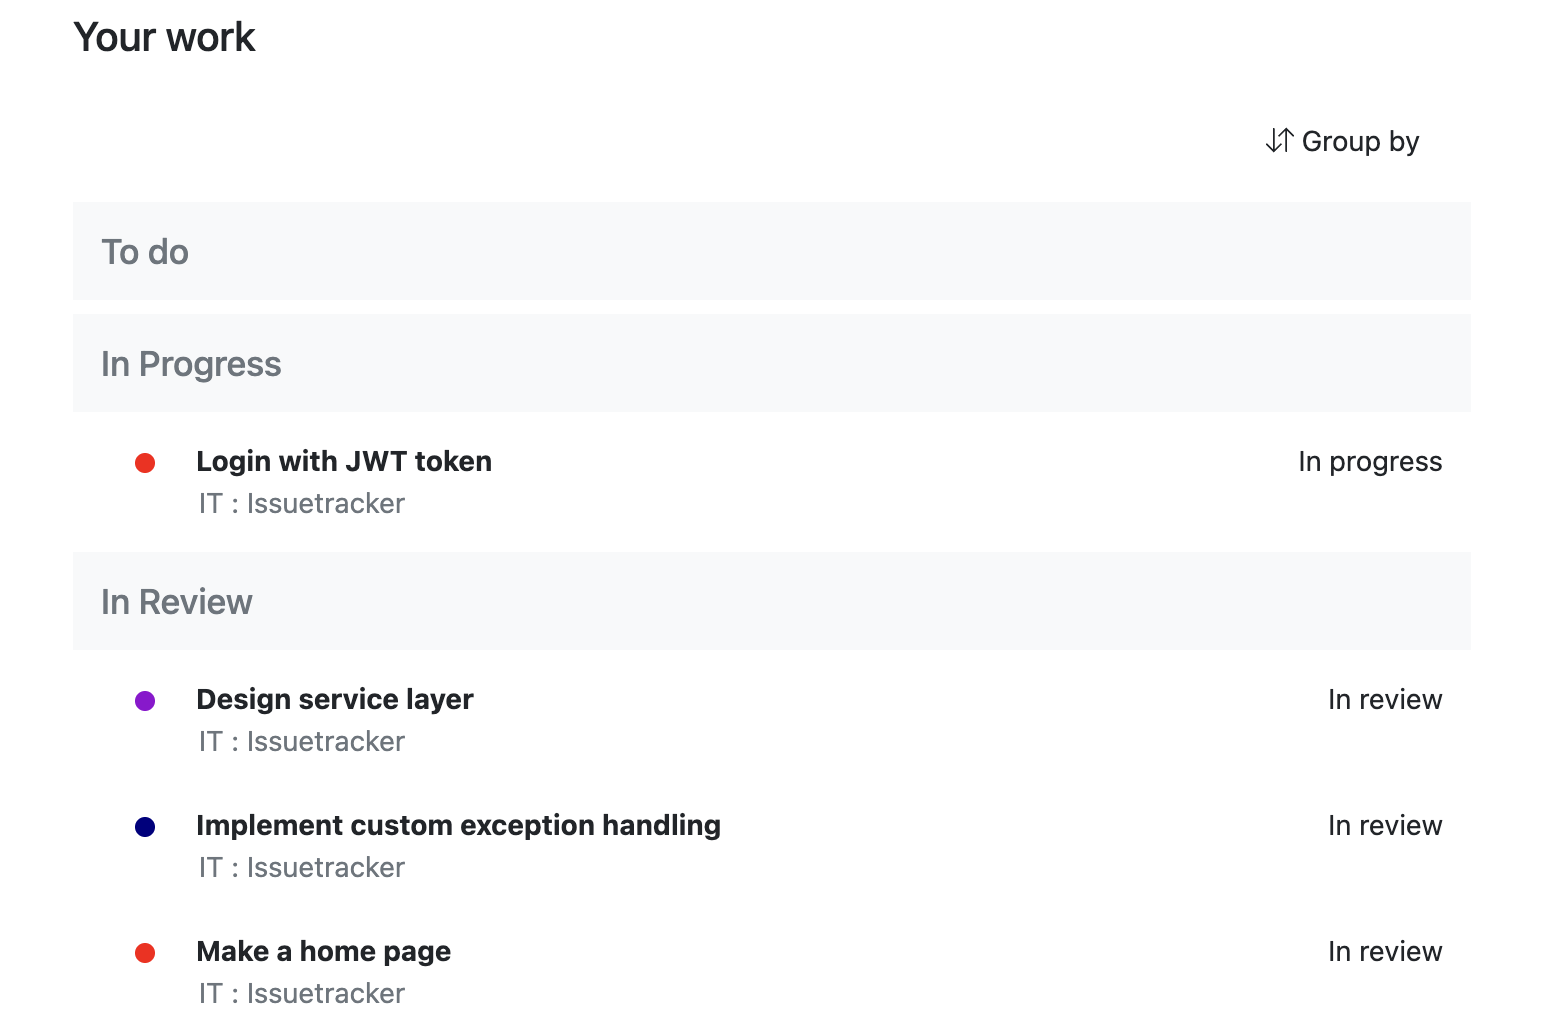 Your work
Group by
To do
In Progress
Login with JWT token In progress
IT : Issuetracker
In Review
Design service layer In review
IT : Issuetracker
Implement custom exception handling In review
IT : Issuetracker
Make a home page In review
IT : Issuetracker